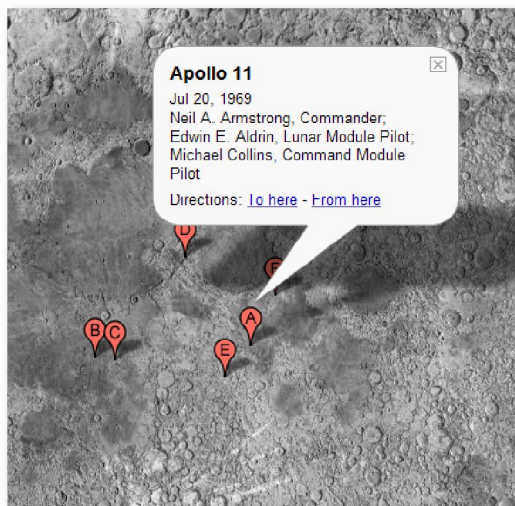 Apollo 11
Jul 20, 1969
Neil A. Armstrong, Commander;
Edwin E. Aldrin, Lunar Module Pilot;
Michael Collins, Command Module
Pilot
Directions: To here - From here
D
F
A
B
C
E